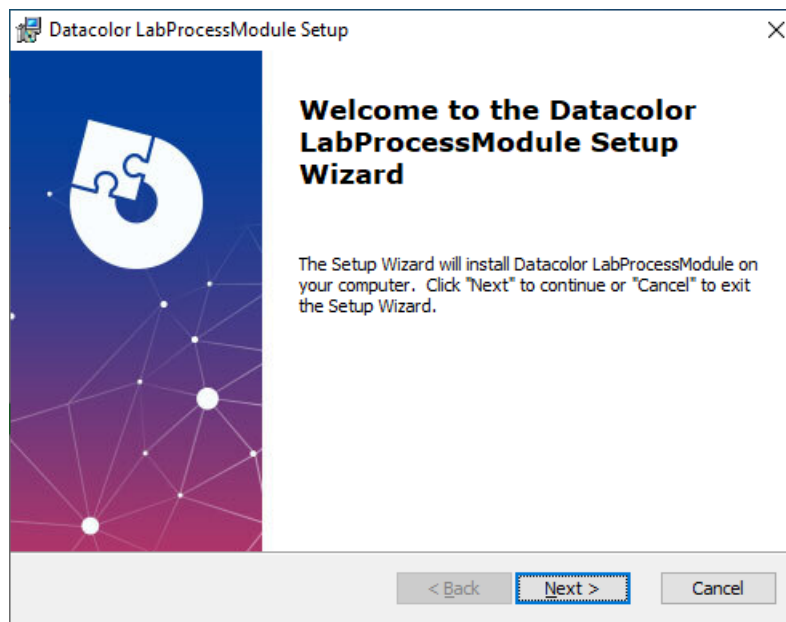 Datacolor LabProcessModule Setup
Welcome to the Datacolor
LabProcessModule Setup
Wizard
The Setup Wizard will install Datacolor LabProcessModule on
your computer. Click "Next" to continue or "Cancel" to exit
the Setup Wizard.
< Back
Next >
Cancel